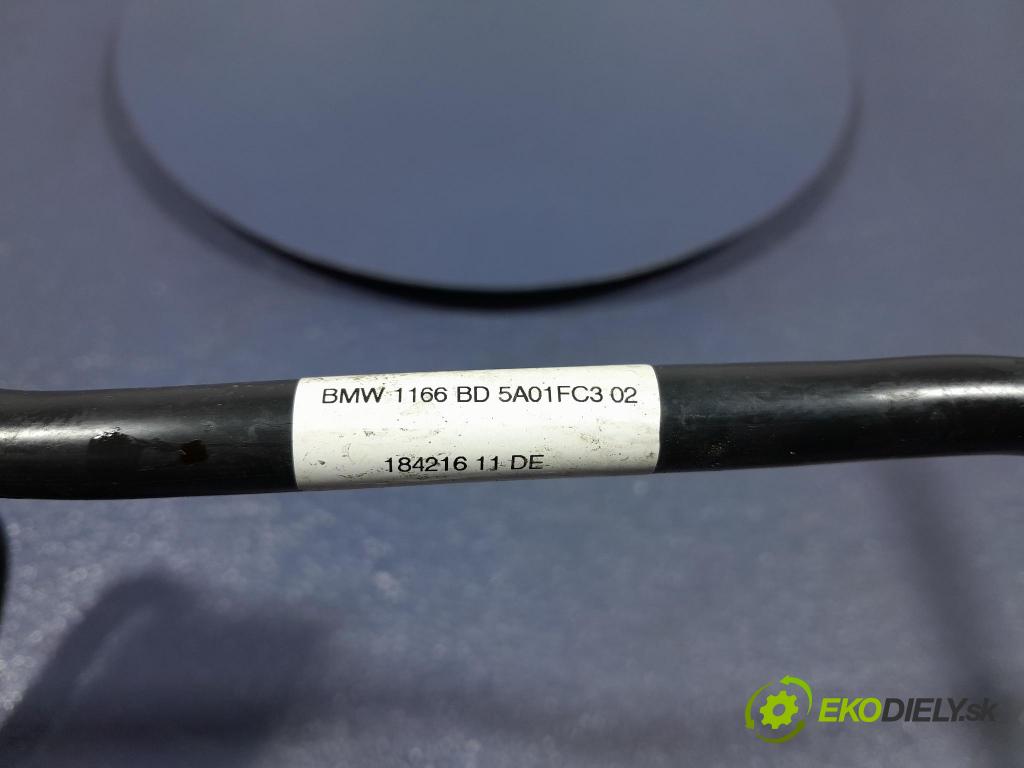 BMW 1166 BD 5A01FC3 02
184216 11 DE
EKODIELY.sk